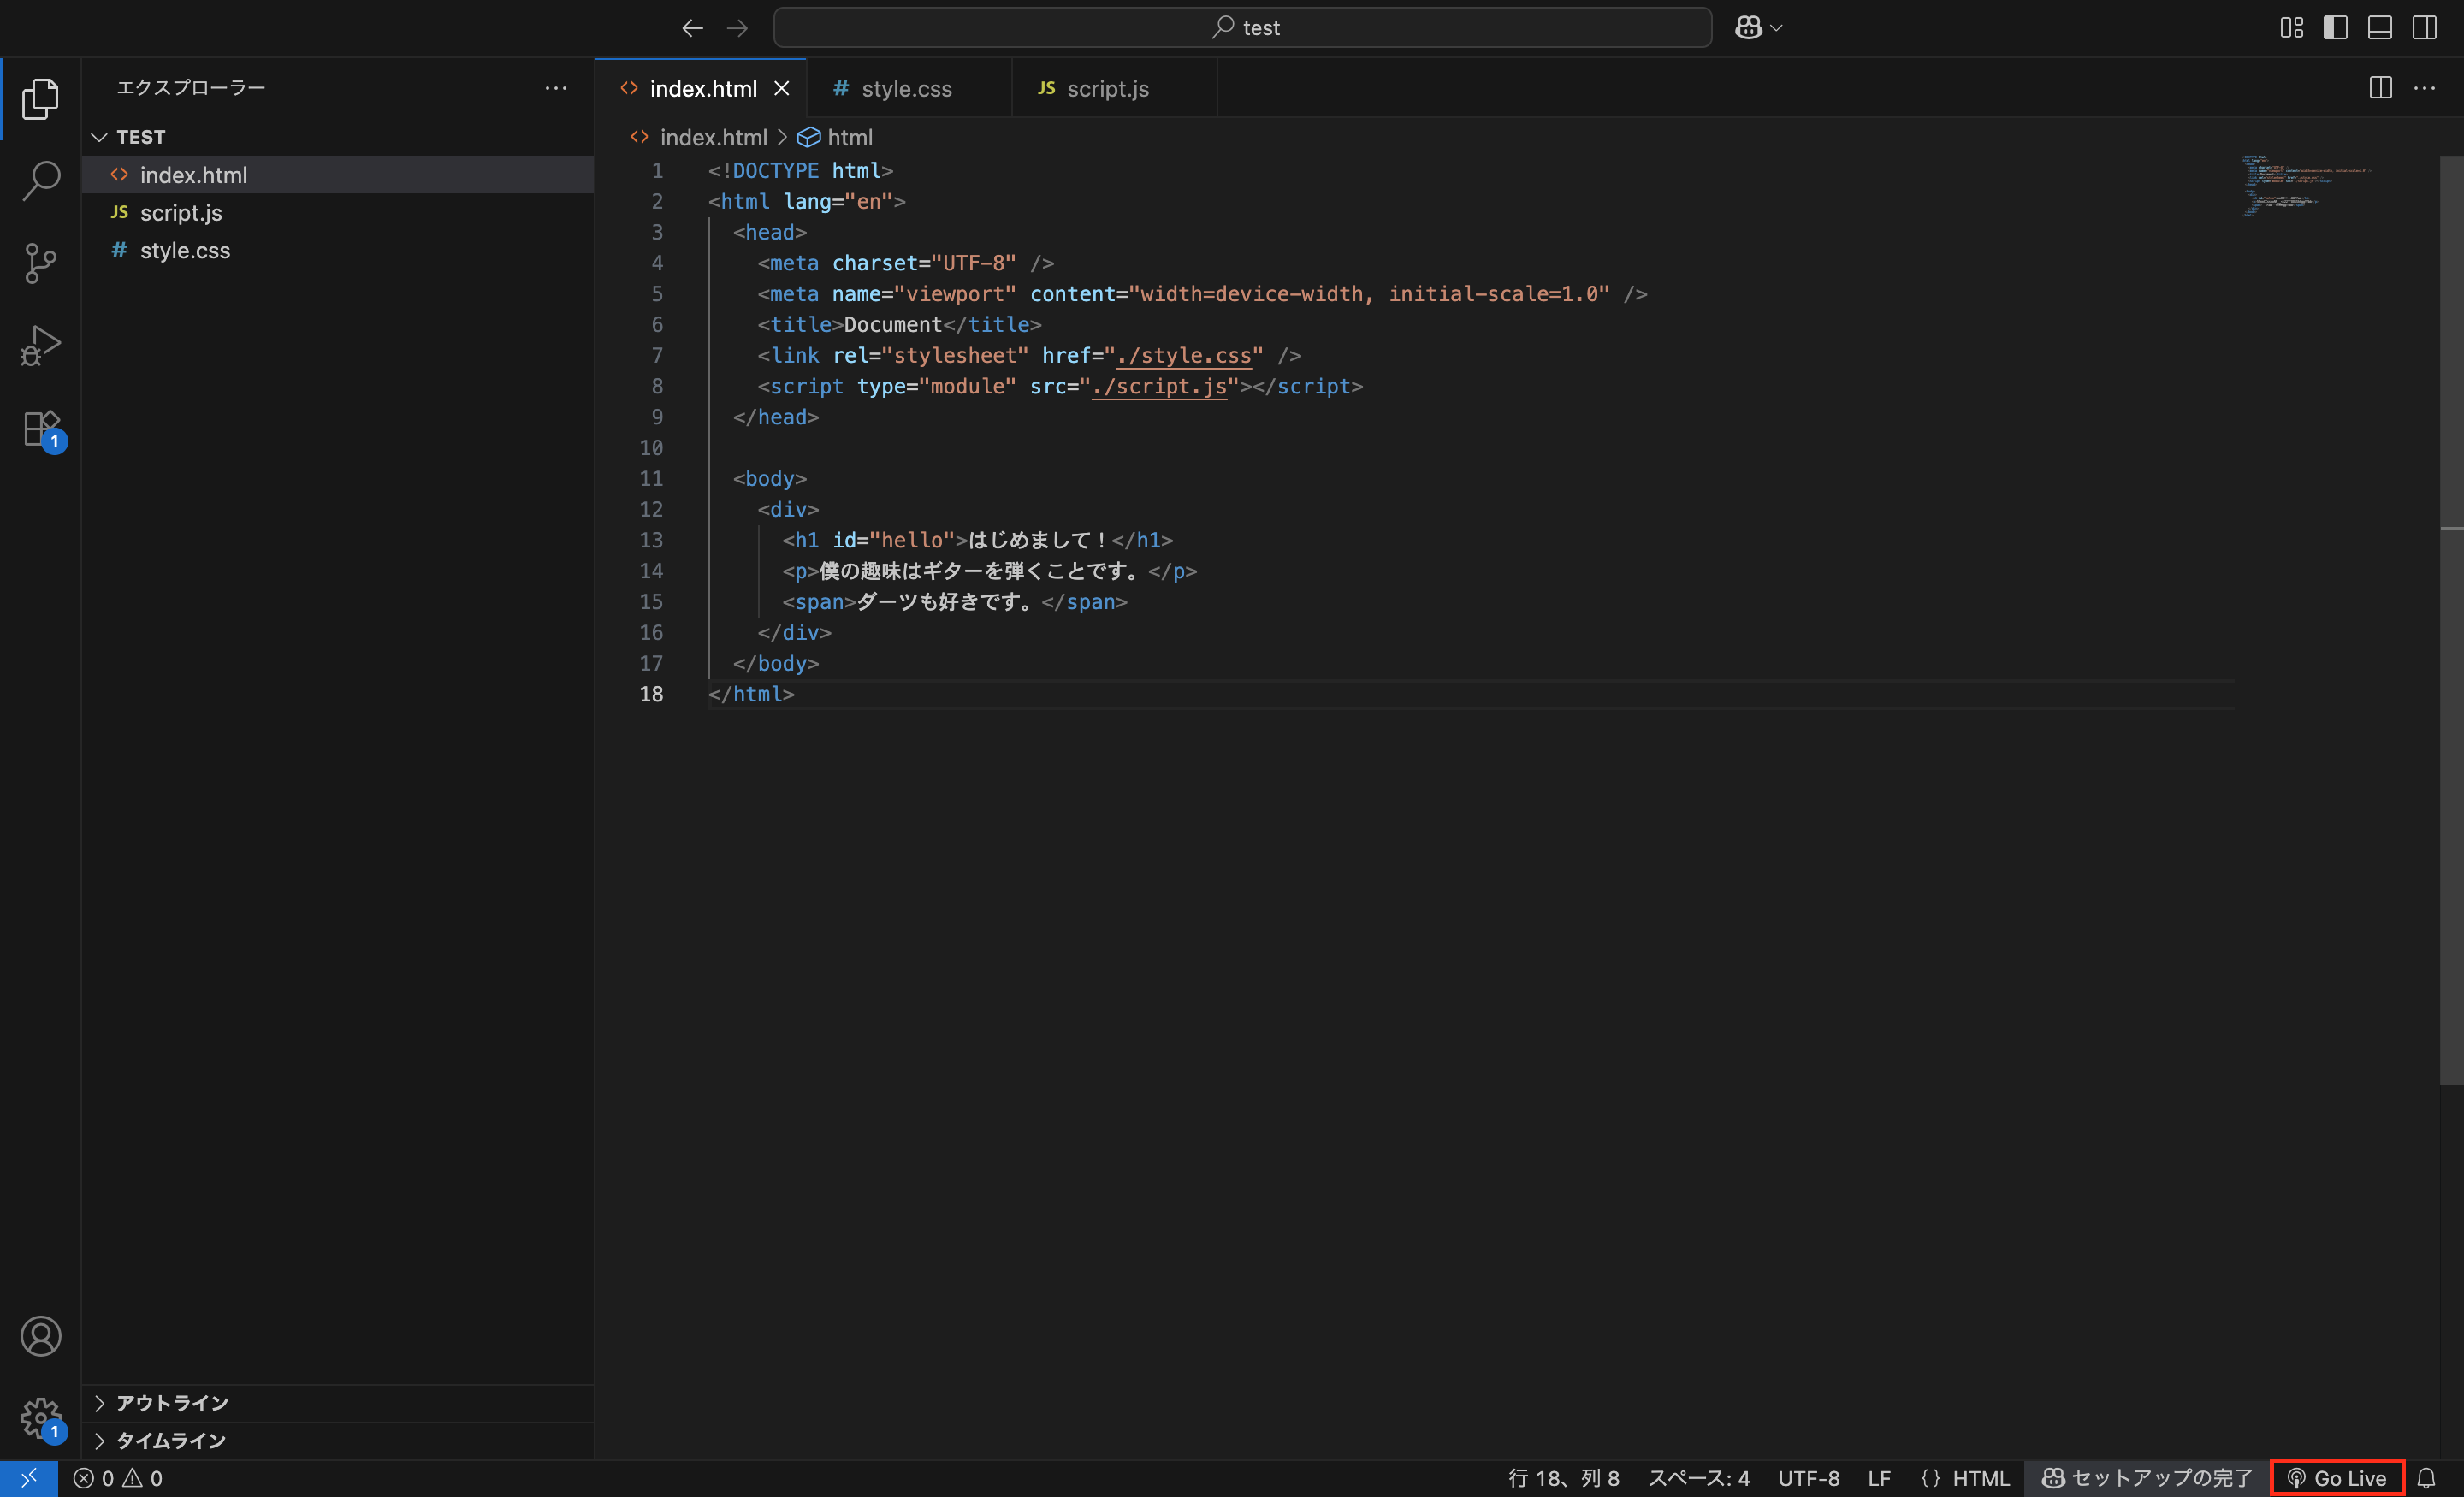 test
エクスプローラー
TEST
index.html
JS script.js
# style.css
1
アウトライン
タイムライン
1
index.html
# style.css
JS script.js
index.html > html
1 <!DOCTYPE html>
2 <html lang="en">
3 <head>
4 <meta charset="UTF-8" />
5 <meta name="viewport" content="width=device-width, initial-scale=1.0" />
6 <title>Document</title>
7 <link rel="stylesheet" href="./style.css" />
8 <script type="module" src="./script.js"></script>
9 </head>
10
11 <body>
12 <div>
13 <h1 id="hello">はじめまして！</h1>
14 <p>僕の趣味はギターを弾くことです。</p>
15 <span>ダーツも好きです。</span>
16 </div>
17 </body>
18 </html>
0 0 行 18、列 8 スペース: 4 UTF-8 LF {} HTML セットアップの完了 Go Live